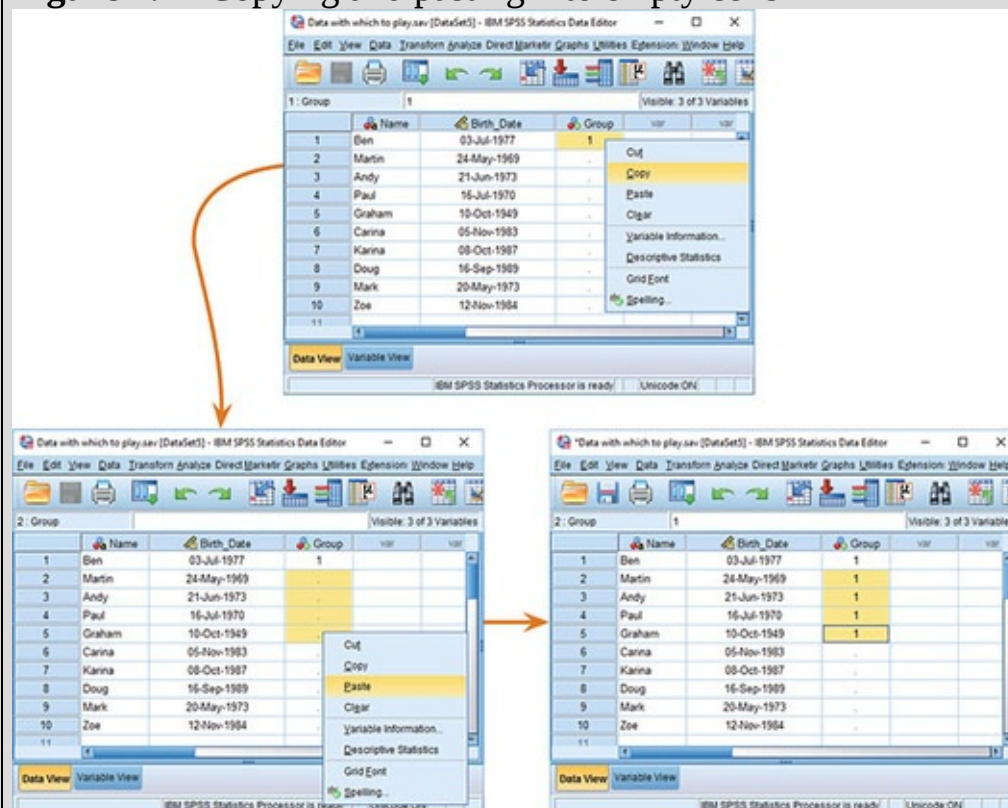 Data with which to play.sav [DataSet5] - IBM SPSS Statistics Data Editor
File Edit View Data Transform Analyze Direct Marketir Graphs Utilities Extension: Window Help
1 : Group 1 Visible: 3 of 3 Variables
Name Birth_Date Group var var
1 Ben 03-Jul-1977 1
2 Martin 24-May-1969 .
3 Andy 21-Jun-1973 .
4 Paul 16-Jul-1970 .
5 Graham 10-Oct-1949 .
6 Carina 05-Nov-1983 .
7 Karina 08-Oct-1987 .
8 Doug 16-Sep-1989 .
9 Mark 20-May-1973 .
10 Zoe 12-Nov-1984 .
11
Cut
Copy
Paste
Clear
Variable Information...
Descriptive Statistics
Grid Font
Spelling...
Data View Variable View
IBM SPSS Statistics Processor is ready Unicode:ON
Data with which to play.sav [DataSet5] - IBM SPSS Statistics Data Editor
File Edit View Data Transform Analyze Direct Marketir Graphs Utilities Extension: Window Help
2 : Group Visible: 3 of 3 Variables
Name Birth_Date Group var var
1 Ben 03-Jul-1977 1
2 Martin 24-May-1969 .
3 Andy 21-Jun-1973 .
4 Paul 16-Jul-1970 .
5 Graham 10-Oct-1949 .
6 Carina 05-Nov-1983
7 Karina 08-Oct-1987
8 Doug 16-Sep-1989
9 Mark 20-May-1973
10 Zoe 12-Nov-1984
11
Cut
Copy
Paste
Clear
Variable Information...
Descriptive Statistics
Grid Font
Spelling...
Data View Variable View
IBM SPSS Statistics Processor is
*Data with which to play.sav [DataSet5] - IBM SPSS Statistics Data Editor
File Edit View Data Transform Analyze Direct Marketir Graphs Utilities Extension: Window Help
2 : Group 1 Visible: 3 of 3 Variable
Name Birth_Date Group var var
1 Ben 03-Jul-1977 1
2 Martin 24-May-1969 1
3 Andy 21-Jun-1973 1
4 Paul 16-Jul-1970 1
5 Graham 10-Oct-1949 1
6 Carina 05-Nov-1983 .
7 Karina 08-Oct-1987 .
8 Doug 16-Sep-1989 .
9 Mark 20-May-1973 .
10 Zoe 12-Nov-1984 .
11
Data View Variable View
IBM SPSS Statistics Processor is ready Unicode:ON